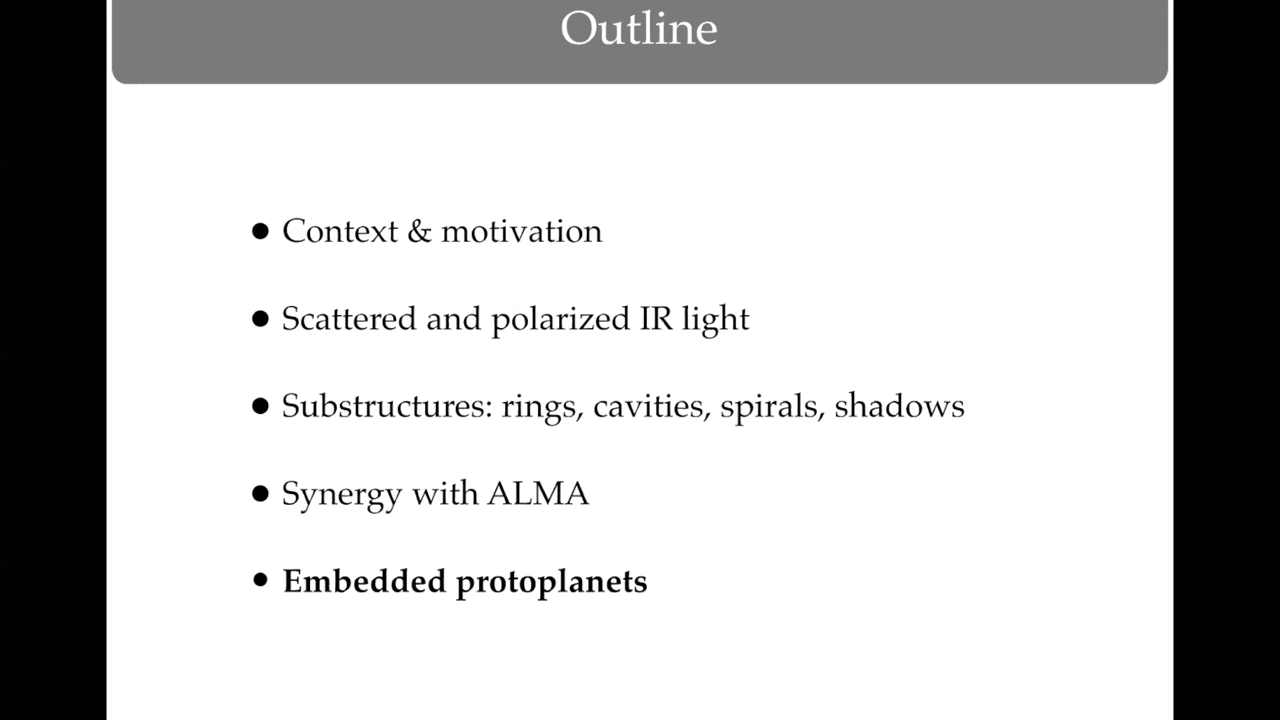 Outline
• Context & motivation
• Scattered and polarized IR light
• Substructures: rings, cavities, spirals, shadows
• Synergy with ALMA
• Embedded protoplanets